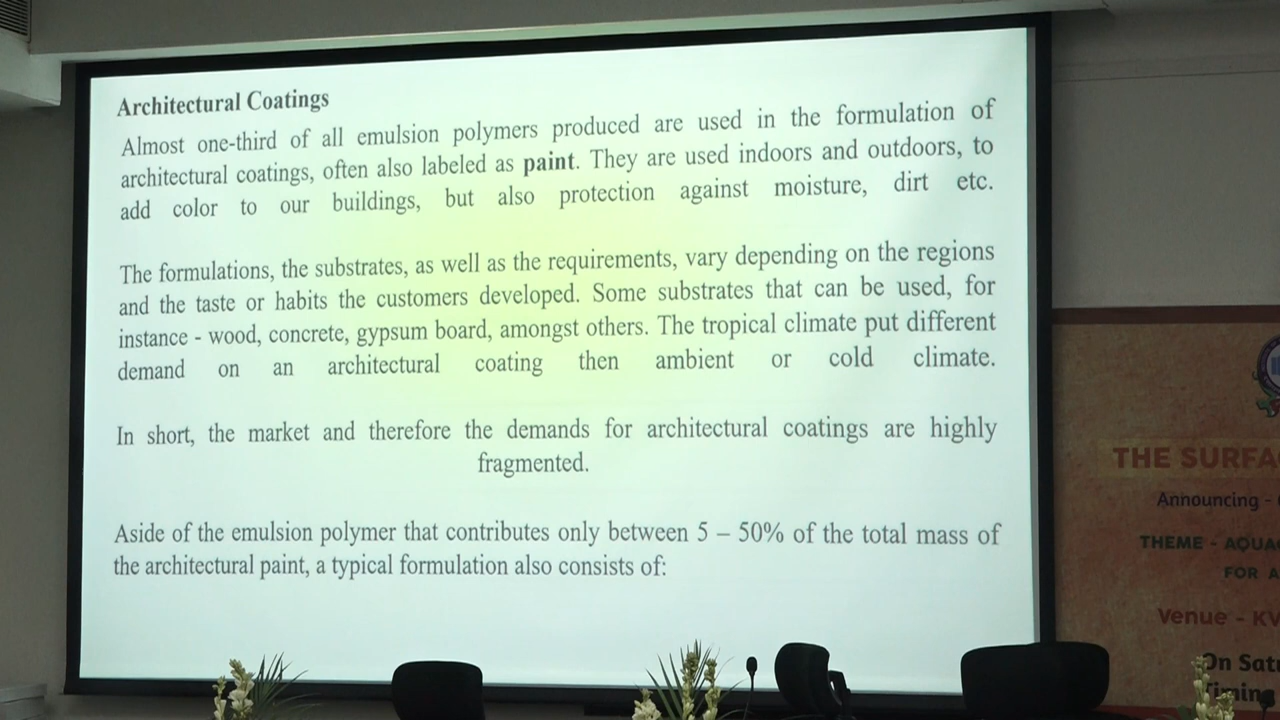 Architectural Coatings
Almost one-third of all emulsion polymers produced are used in the formulation of
architectural coatings, often also labeled as paint. They are used indoors and outdoors, to
add color to our buildings, but also protection against moisture, dirt etc.
The formulations, the substrates, as well as the requirements, vary depending on the regions
and the taste or habits the customers developed. Some substrates that can be used, for
instance - wood, concrete, gypsum board, amongst others. The tropical climate put different
demand on an architectural coating then ambient or cold climate.
In short, the market and therefore the demands for architectural coatings are highly
fragmented.
Aside of the emulsion polymer that contributes only between 5 – 50% of the total mass of
the architectural paint, a typical formulation also consists of:
THE
Announcing -
THEME -
FOR
Venue -
On
Timing